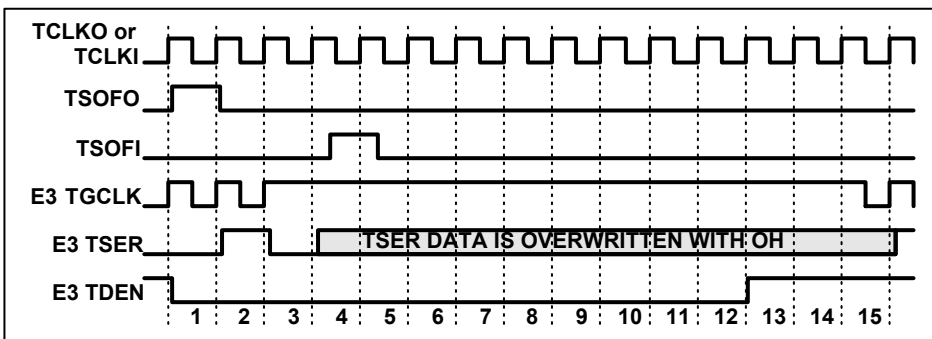 TCLKO or
TCLKI
TSOFO
TSOFI
E3 TGCLK
E3 TSER
TSER DATA IS OVERWRITTEN WITH OH
E3 TDEN
1 2 3 4 5 6 7 8 9 10 11 12 13 14 15